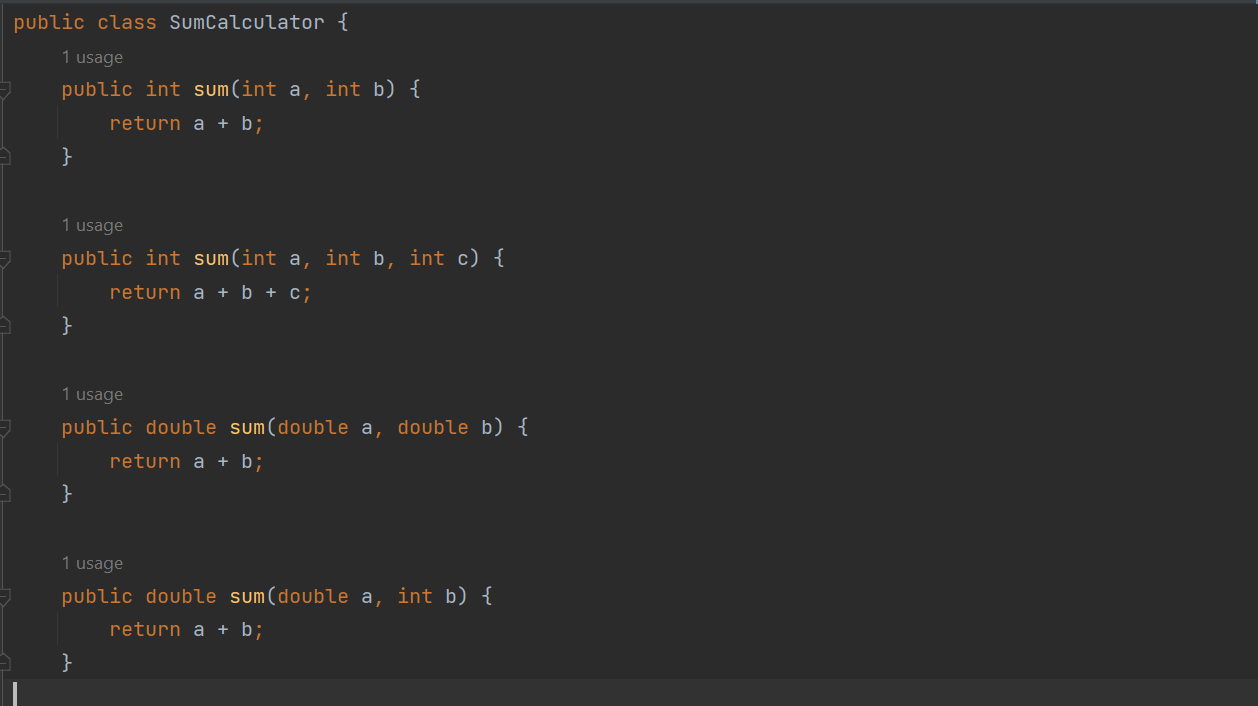 public class SumCalculator {
1 usage
public int sum(int a, int b) {
return a + b;
}
1 usage
public int sum(int a, int b, int c) {
return a + b + c;
}
1 usage
public double sum(double a, double b) {
return a + b;
}
1 usage
public double sum(double a, int b) {
return a + b;
}